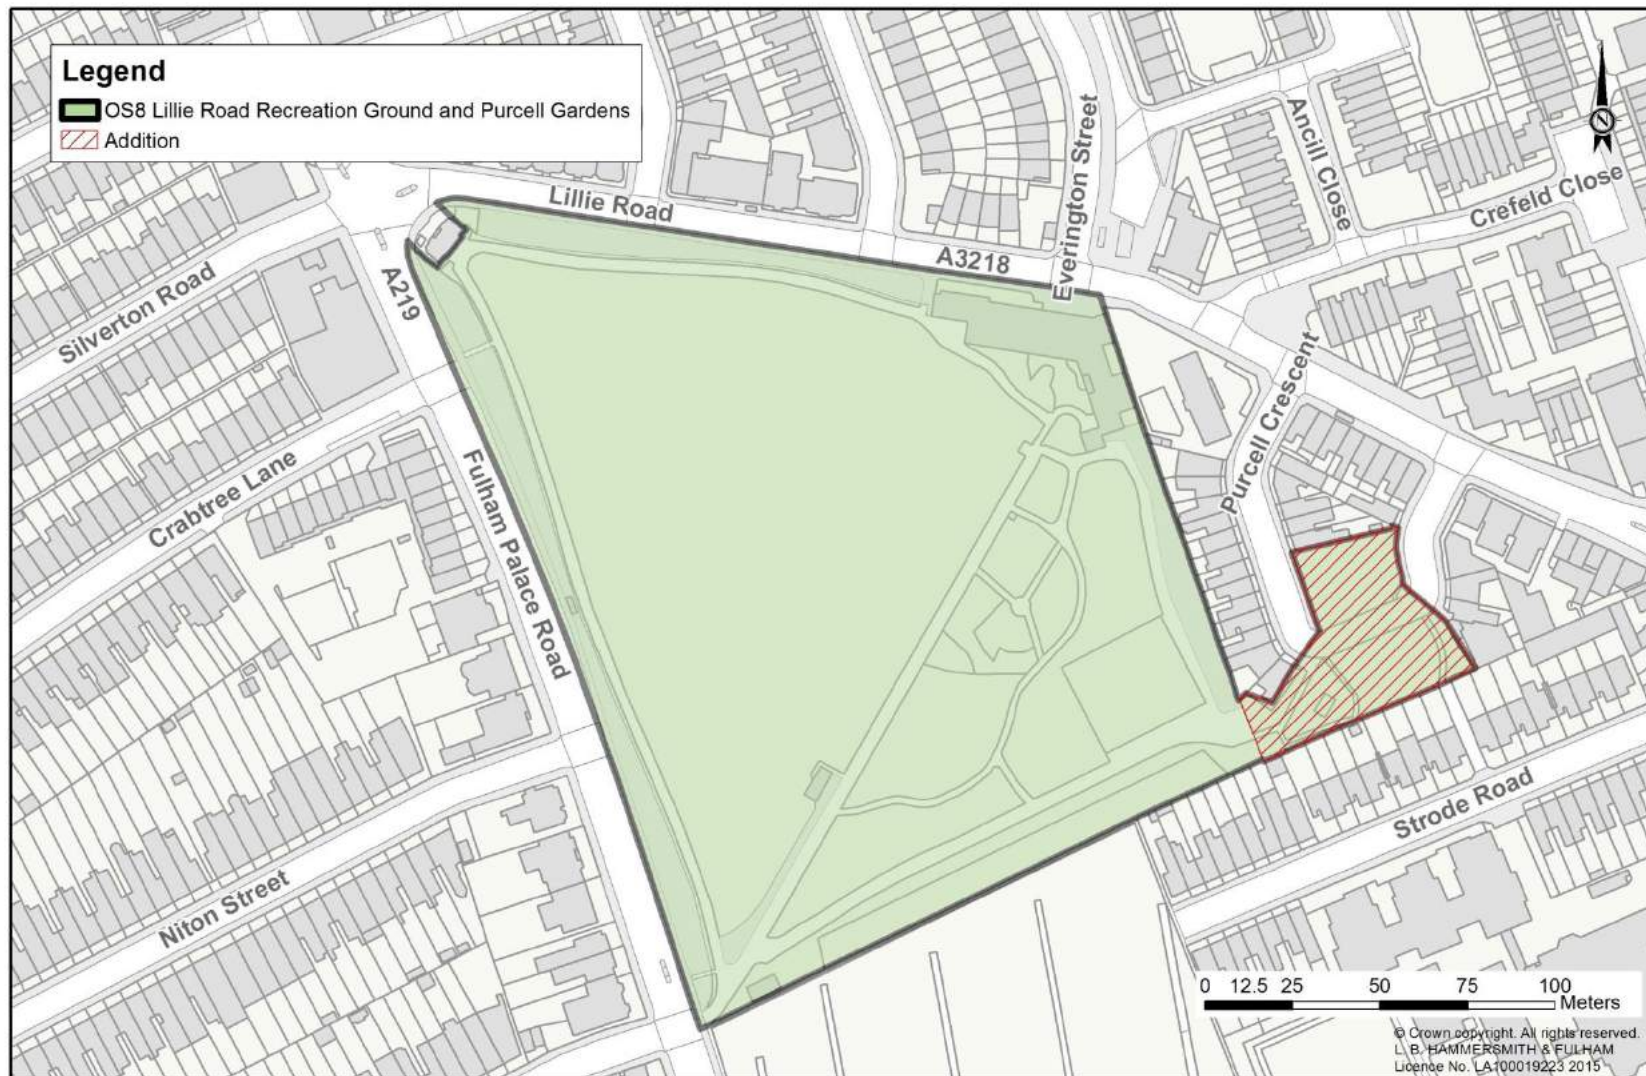 Legend
OS8 Lillie Road Recreation Ground and Purcell Gardens
Addition
N
Lillie Road
A3218
Everington Street
Ancill Close
Crefeld Close
Silverton Road
A219
Purcell Crescent
Crabtree Lane
Fulham Palace Road
Niton Street
Strode Road
0 12.5 25 50 75 100
Meters
© Crown copyright. All rights reserved.
L. B. HAMMERSMITH & FULHAM
Licence No. LA100019223 2015